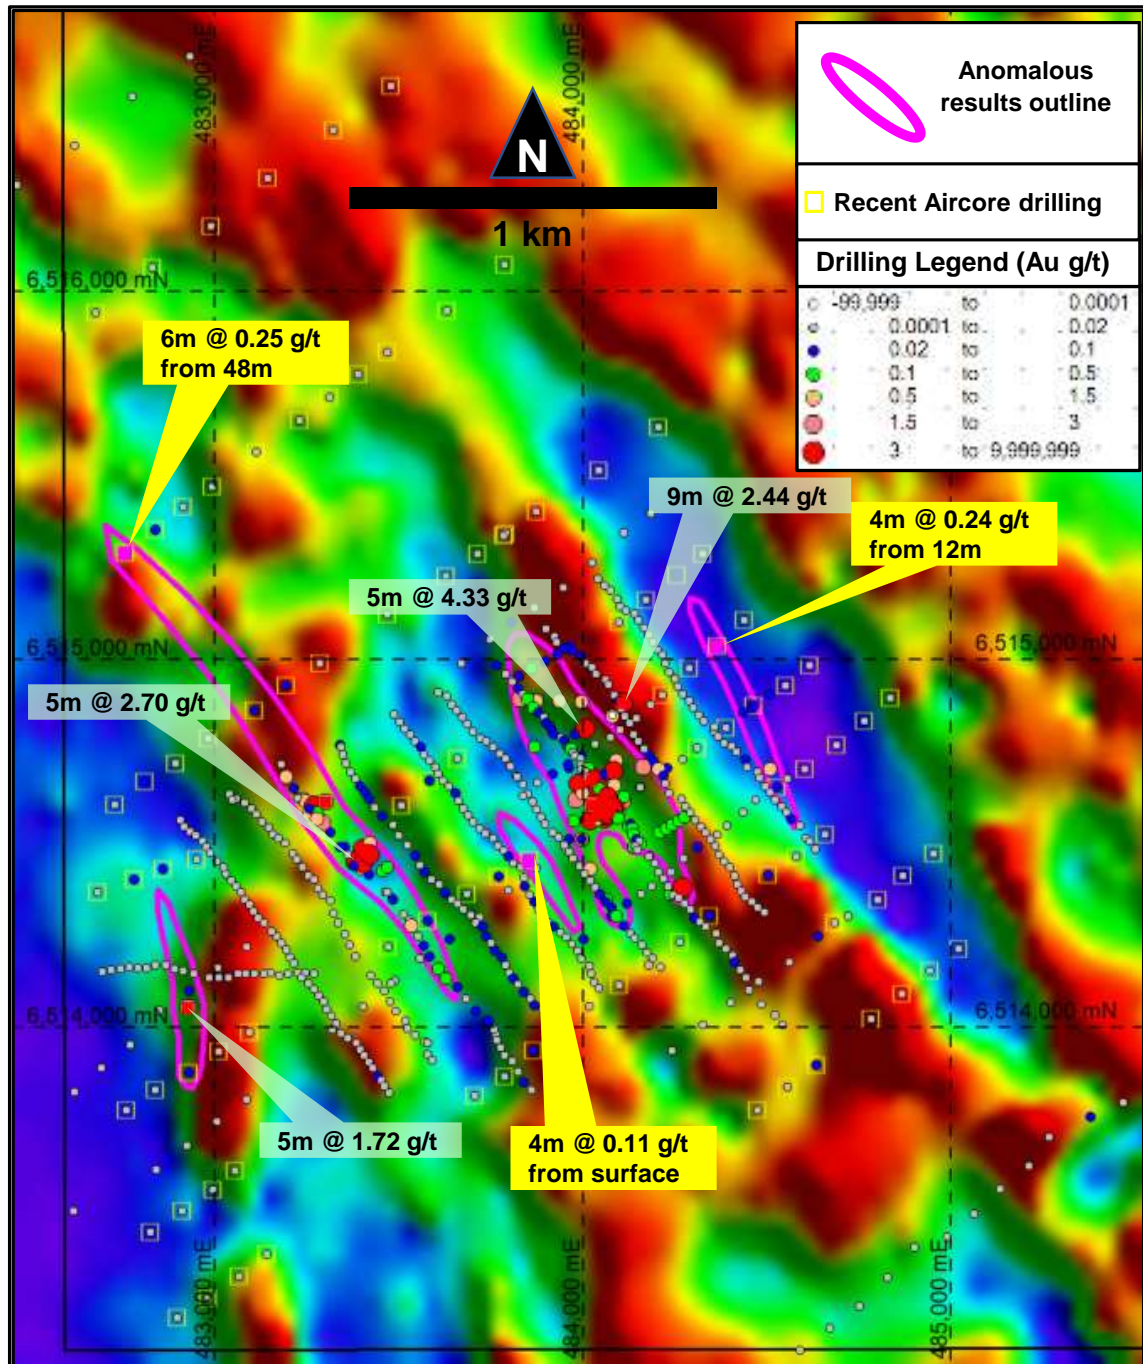 483,000 mE
484,000 mE
Anomalous
results outline
N
1 km
Recent Aircore drilling
Drilling Legend (Au g/t)
-99,999 to 0.0001
0.0001 to 0.02
0.02 to 0.1
0.1 to 0.5
0.5 to 1.5
1.5 to 3
3 to 9,999,999
6,516,000 mN
6m @ 0.25 g/t
from 48m
9m @ 2.44 g/t
4m @ 0.24 g/t
from 12m
5m @ 4.33 g/t
6,515,000 mN
6,515,000 mN
5m @ 2.70 g/t
6,514,000 mN
6,514,000 mN
5m @ 1.72 g/t
4m @ 0.11 g/t
from surface
483,000 mE
484,000 mE
485,000 mE